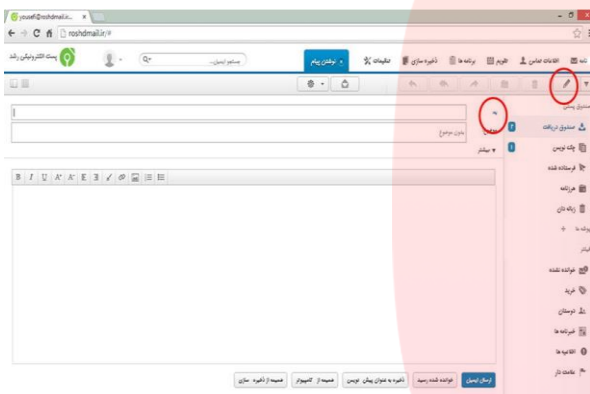 yousefi@roshdmail.ir...
roshdmail.ir/#
نامه
اطلاعات تماس
تقویم
برنامه ها
ذخیره سازی
تنظیمات
نوشتن پیام
جستجو ایمیل...
پست الکترونیکی رشد
صندوق پستی
به
صندوق دریافت
بدون موضوع
بیشتر
چک نویس
فرستاده شده
هرزنامه
زباله دان
پوشه ها
خوانده نشده
خرید
دوستان
خبرنامه ها
اطلاعیه ها
علامت دار
ارسال ایمیل
خوانده شده رسید
ذخیره به عنوان پیش نویس
ضمیمه از کامپیوتر
ضمیمه از ذخیره سازی